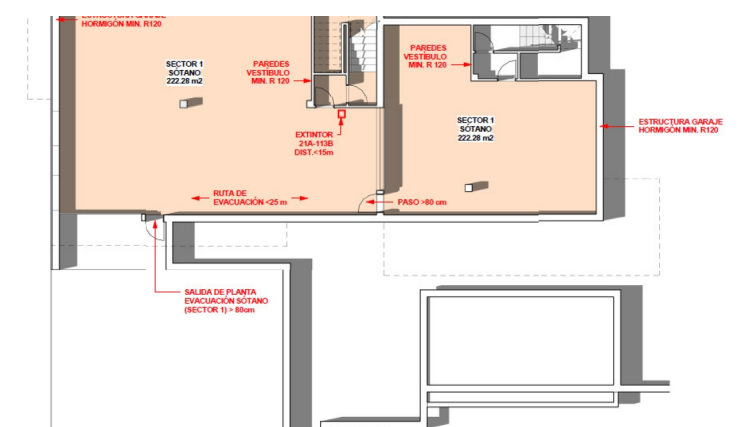 HORMIGÓN MIN. R120
SECTOR 1
SÓTANO
222.28 m2
PAREDES
VESTÍBULO
MIN. R 120
PAREDES
VESTÍBULO
MIN. R 120
EXTINTOR
21A-113B
DIST.<15m
SECTOR 1
SÓTANO
222.28 m2
ESTRUCTURA GARAJE
HORMIGÓN MIN. R120
RUTA DE
EVACUACIÓN <25 m
PASO >80 cm
SALIDA DE PLANTA
EVACUACIÓN SÓTANO
(SECTOR 1) > 80cm